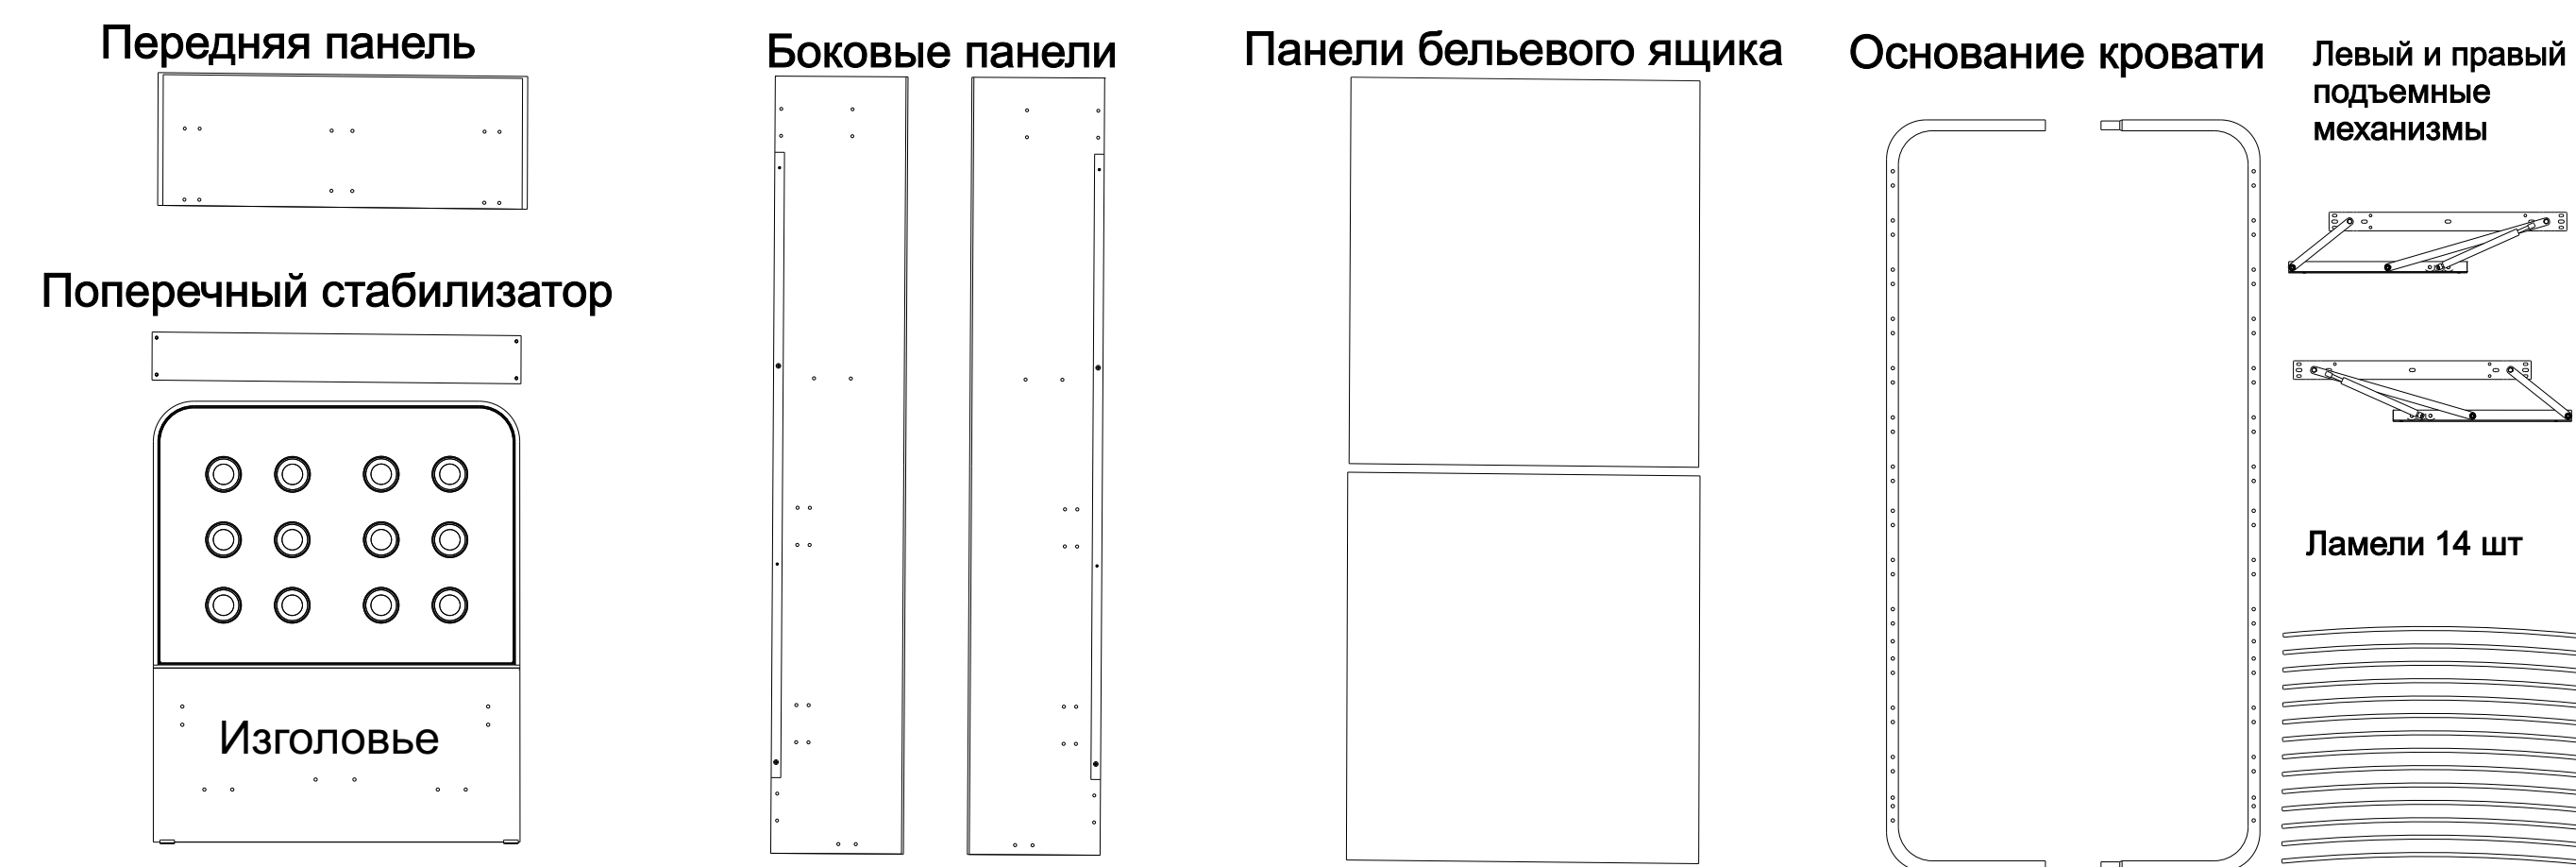 Передняя панель
Поперечный стабилизатор
Изголовье
Боковые панели
Панели бельевого ящика
Основание кровати
Левый и правый
подъемные
механизмы
Ламели 14 шт